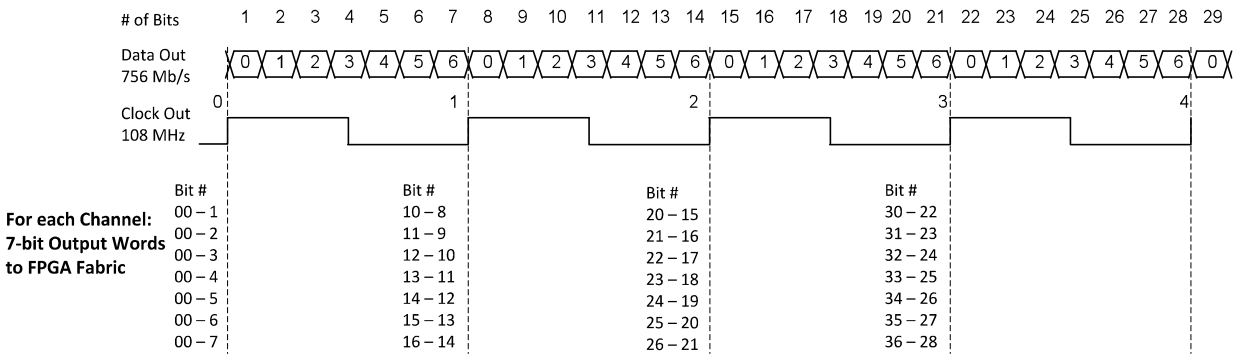 # of Bits 1 2 3 4 5 6 7 8 9 10 11 12 13 14 15 16 17 18 19 20 21 22 23 24 25 26 27 28 29
Data Out
756 Mb/s
0 1 2 3 4 5 6 0 1 2 3 4 5 6 0 1 2 3 4 5 6 0 1 2 3 4 5 6 0
0 1 2 3 4
Clock Out
108 MHz
For each Channel:
7-bit Output Words
to FPGA Fabric
Bit #
00 – 1
00 – 2
00 – 3
00 – 4
00 – 5
00 – 6
00 – 7
Bit #
10 – 8
11 – 9
12 – 10
13 – 11
14 – 12
15 – 13
16 – 14
Bit #
20 – 15
21 – 16
22 – 17
23 – 18
24 – 19
25 – 20
26 – 21
Bit #
30 – 22
31 – 23
32 – 24
33 – 25
34 – 26
35 – 27
36 – 28